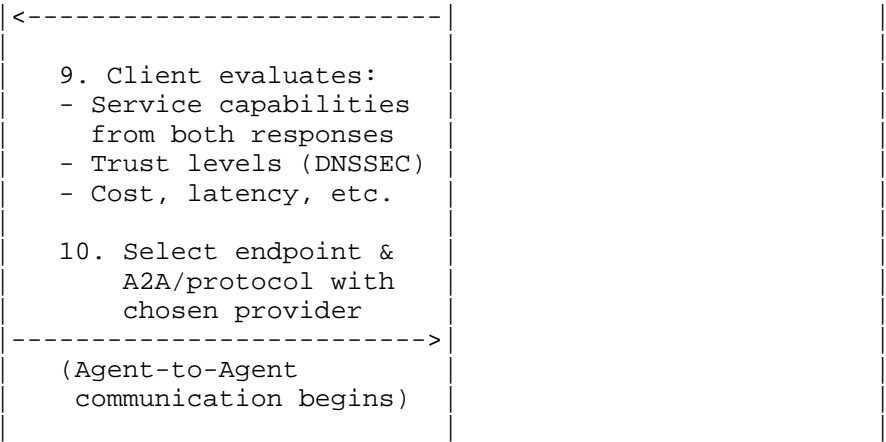 |<---------------------------|                           |
|                            |                           |
|   9. Client evaluates:     |                           |
|   - Service capabilities   |                           |
|     from both responses    |                           |
|   - Trust levels (DNSSEC)  |                           |
|   - Cost, latency, etc.    |                           |
|                            |                           |
|   10. Select endpoint &    |                           |
|       A2A/protocol with    |                           |
|       chosen provider      |                           |
|--------------------------->|                           |
|   (Agent-to-Agent          |                           |
|    communication begins)   |                           |
|                            |                           |